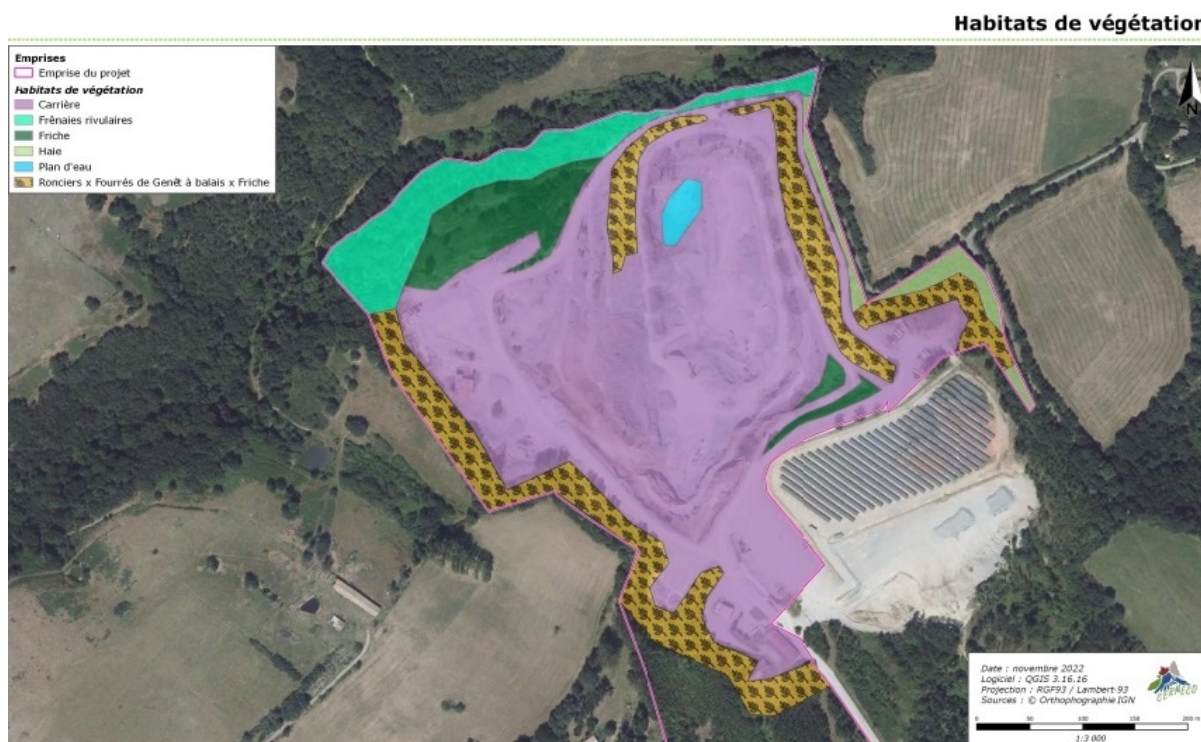 Habitats de végétation
Emprises
Emprise du projet
Habitats de végétation
Carrière
Frênaies rivulaires
Friche
Haie
Plan d'eau
Ronciers x Fourrés de Genêt à balais x Friche
N
Date : novembre 2022
Logiciel : QGIS 3.16.16
Projection : RGF93 / Lambert-93
Sources : © Orthophographie IGN
CERMECO
0 50 100 150 200 m
1:3 000